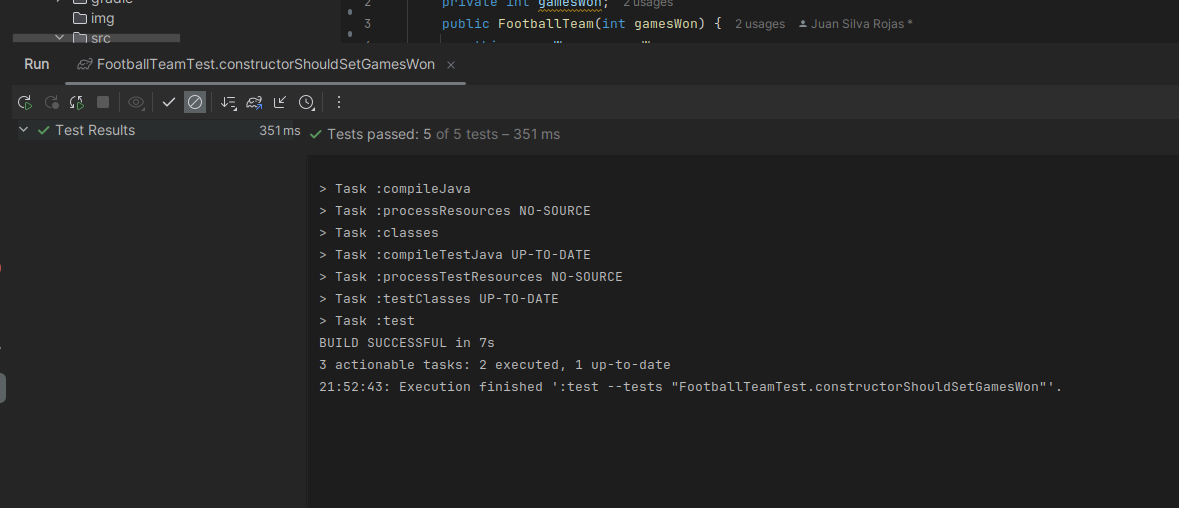 gradle
img
src
2 private int gamesWon; 2 usages
3 public FootballTeam(int gamesWon) { 2 usages Juan Silva Rojas *
Run FootballTeamTest.constructorShouldSetGamesWon ×
Test Results 351 ms
Tests passed: 5 of 5 tests – 351 ms
> Task :compileJava
> Task :processResources NO-SOURCE
> Task :classes
> Task :compileTestJava UP-TO-DATE
> Task :processTestResources NO-SOURCE
> Task :testClasses UP-TO-DATE
> Task :test
BUILD SUCCESSFUL in 7s
3 actionable tasks: 2 executed, 1 up-to-date
21:52:43: Execution finished ':test --tests "FootballTeamTest.constructorShouldSetGamesWon"'.